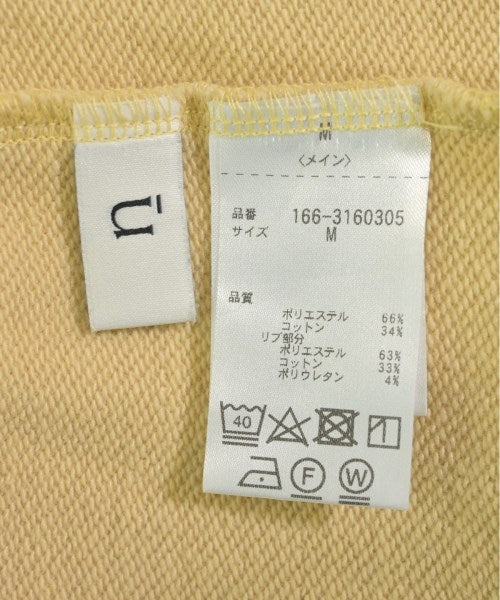 n
M
〈メイン〉
品番 166-3160305
サイズ M
品質
ポリエステル 66%
コットン 34%
リブ部分
ポリエステル 63%
コットン 33%
ポリウレタン 4%
40
F W